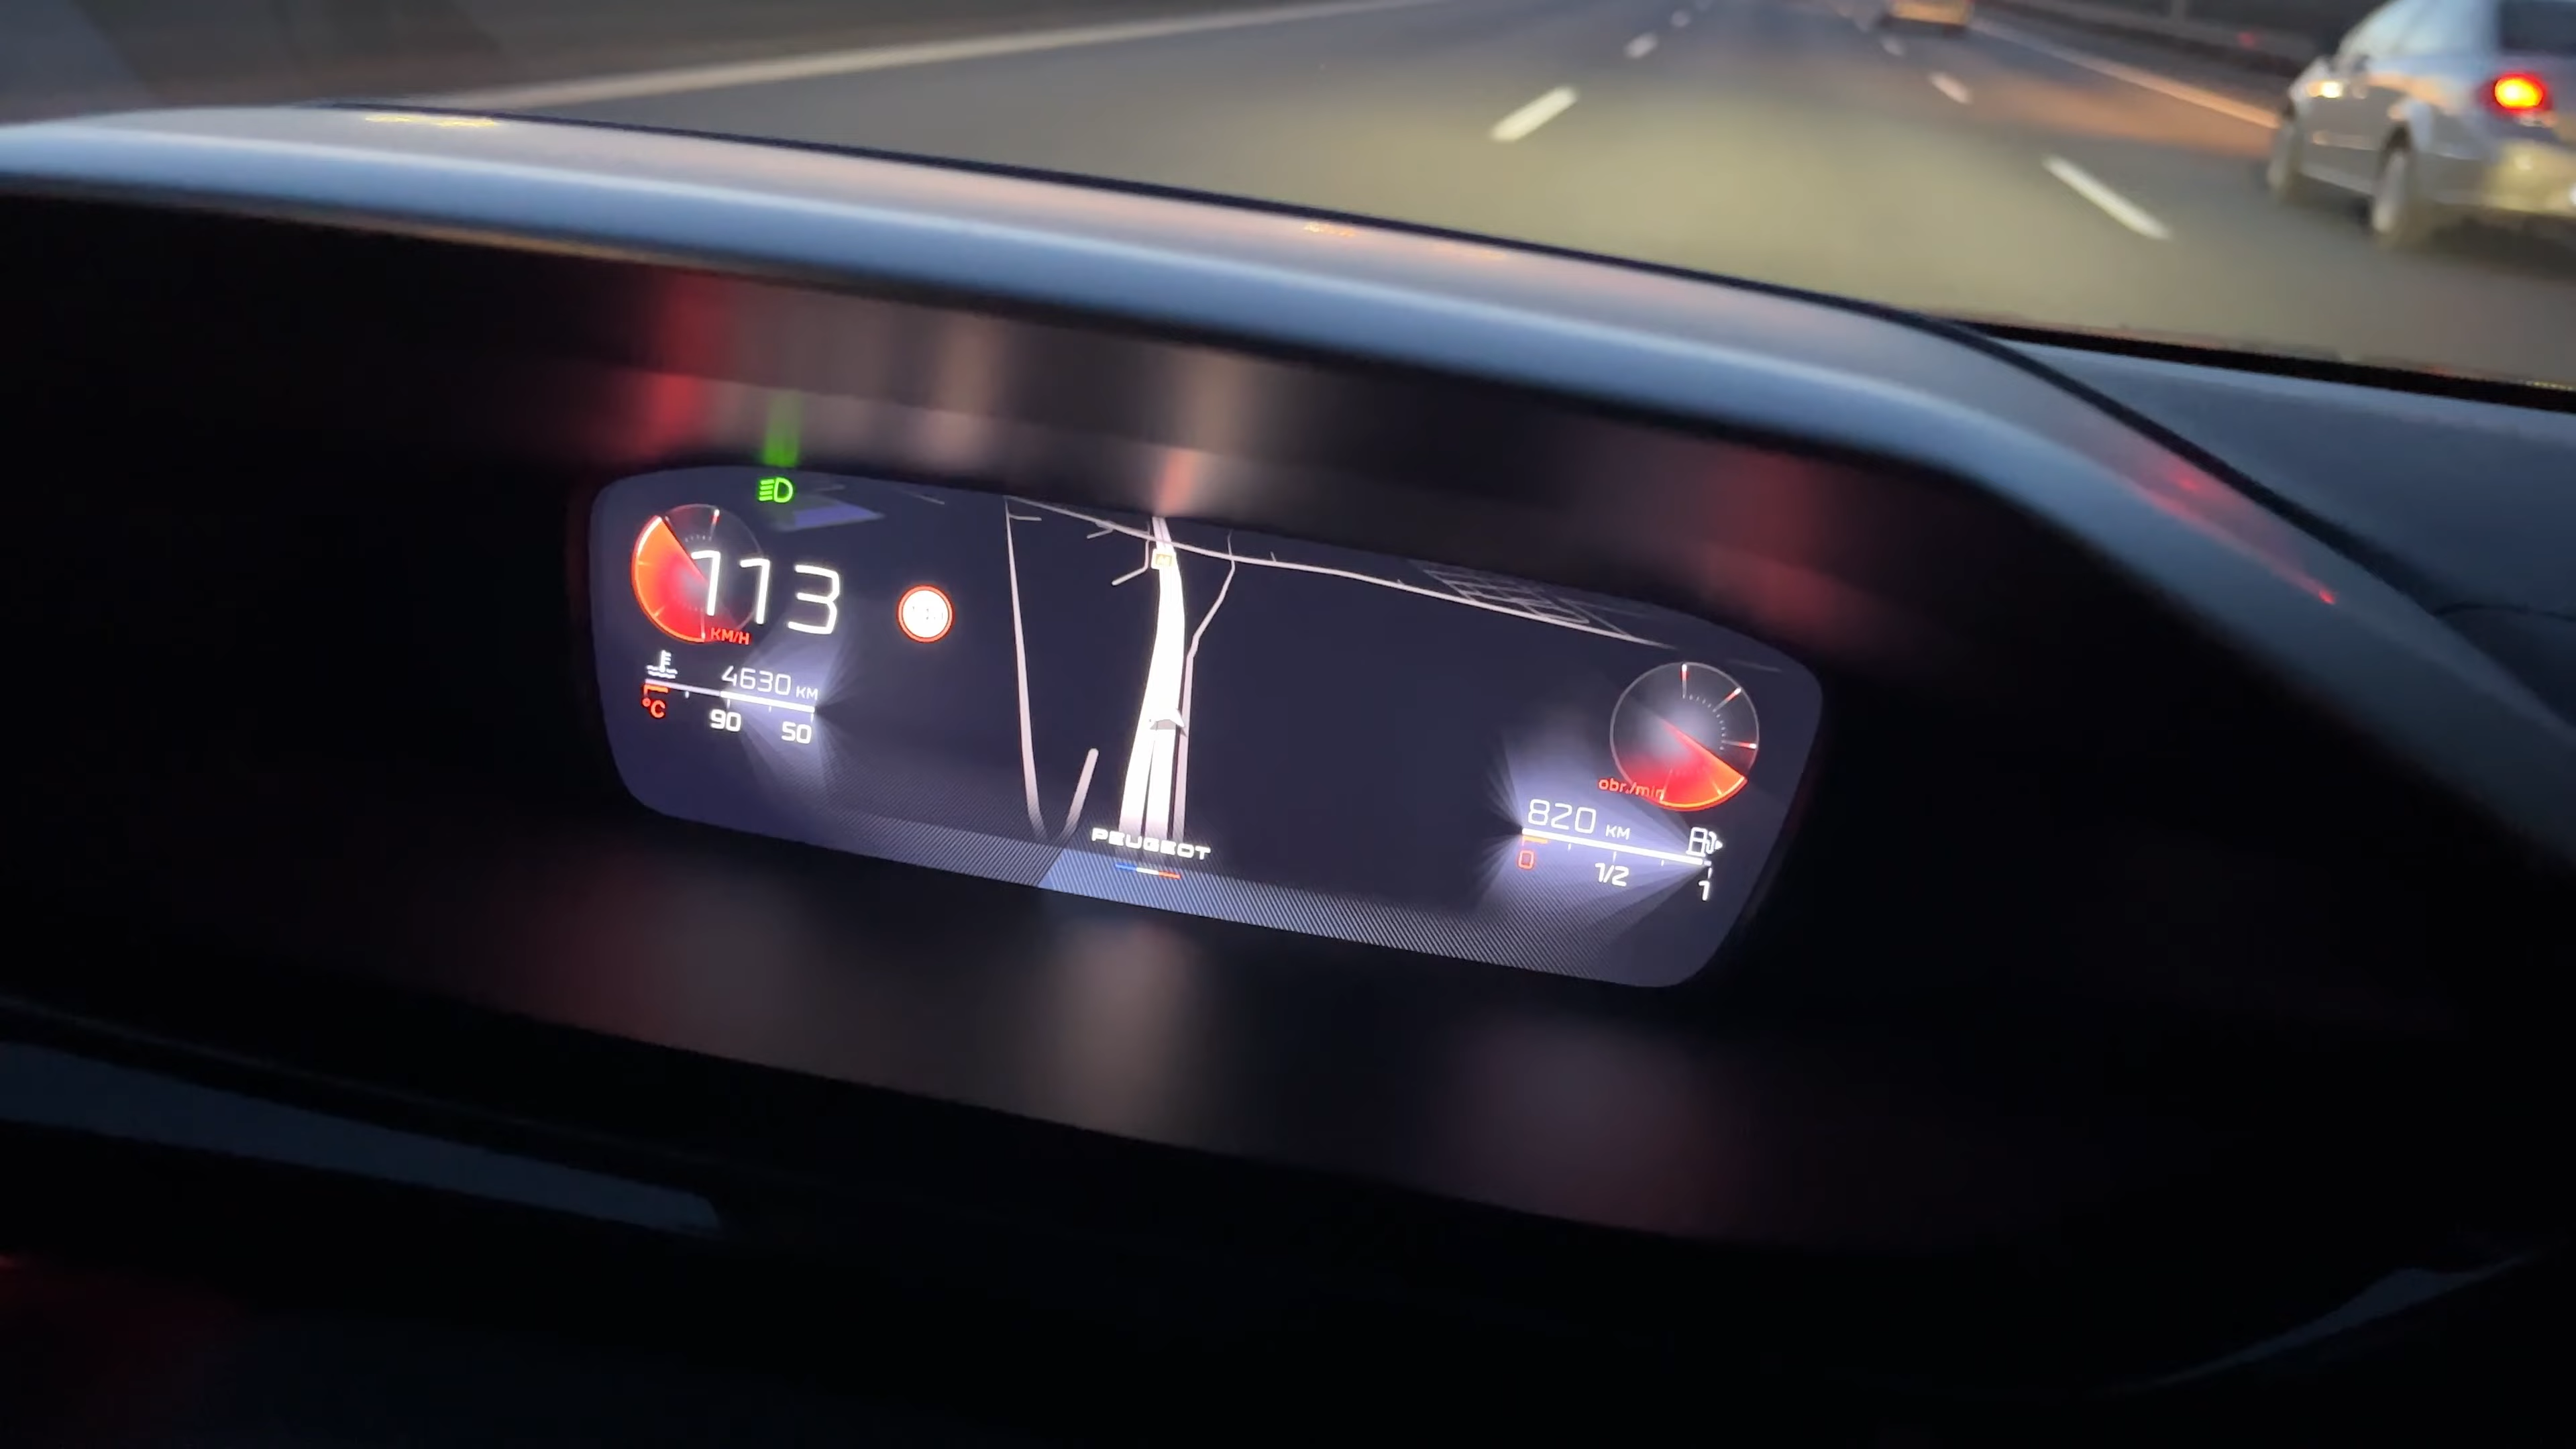 113
KM/H
4630 KM
°C
90
50
PEUGEOT
obr./min
820 KM
0
1/2
1